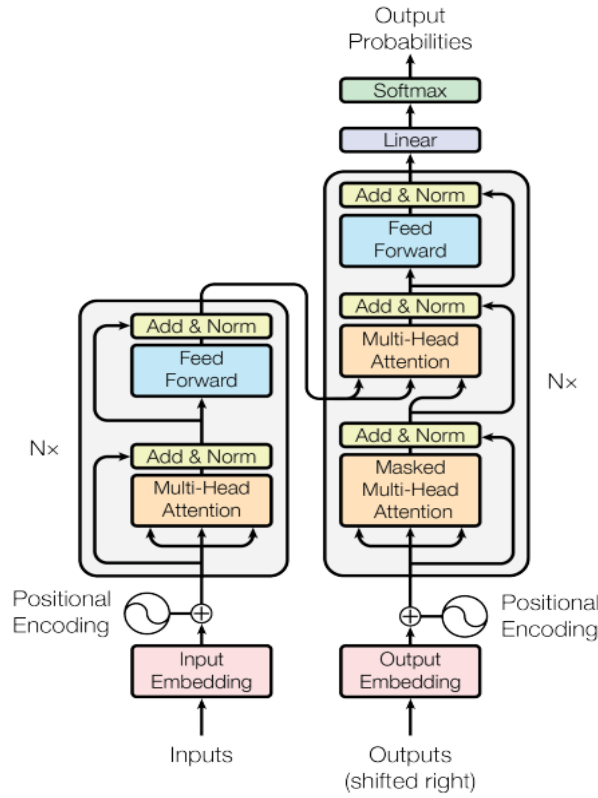 Output
Probabilities
Softmax
Linear
Add & Norm
Feed
Forward
Add & Norm
Multi-Head
Attention
Add & Norm
Masked
Multi-Head
Attention
N×
Add & Norm
Feed
Forward
Add & Norm
Multi-Head
Attention
N×
Positional
Encoding
Positional
Encoding
Input
Embedding
Output
Embedding
Inputs
Outputs
(shifted right)